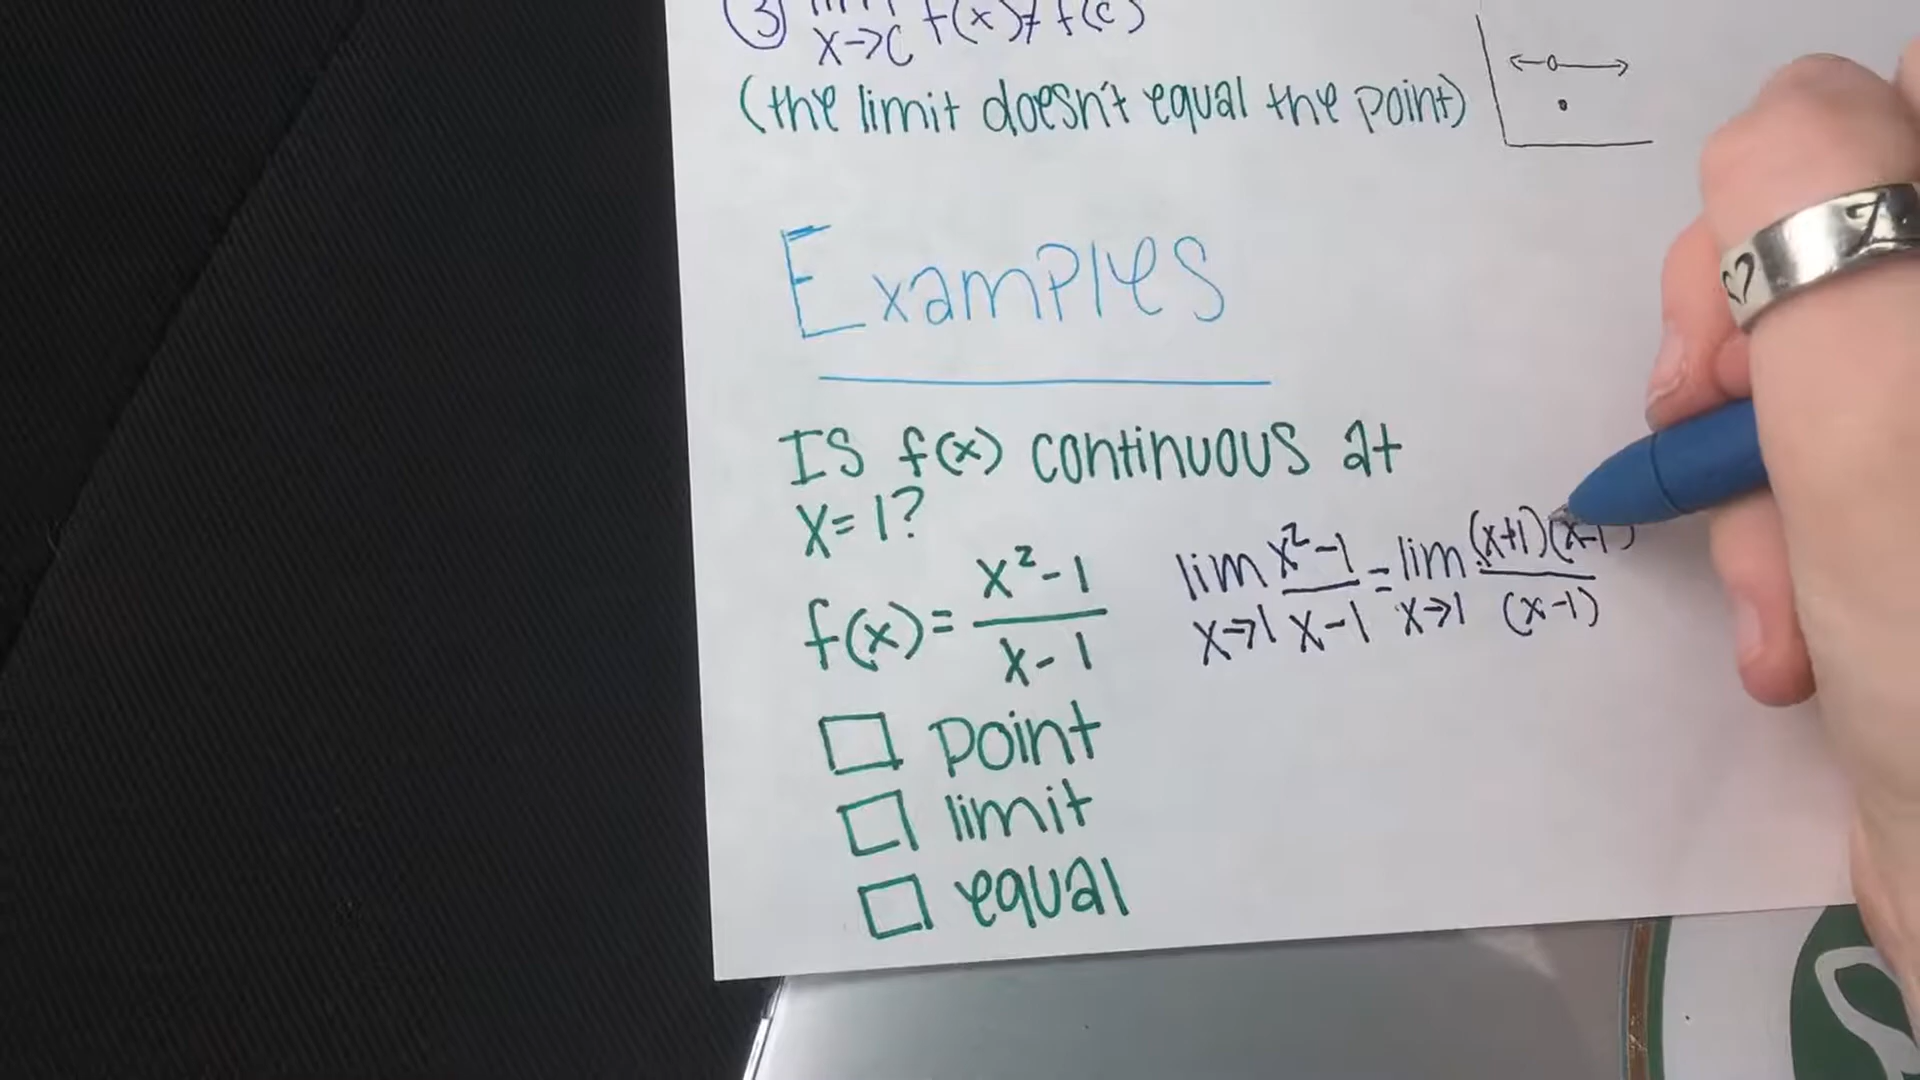 ③ lim f(x) ≠ f(c)
x→c
(the limit doesn't equal the point)
Examples
Is f(x) continuous at
x=1?
f(x)= x²-1
x-1
lim x²-1 = lim (x+1)(x-1)
x→1 x-1 x→1 (x-1)
□ point
□ limit
□ equal